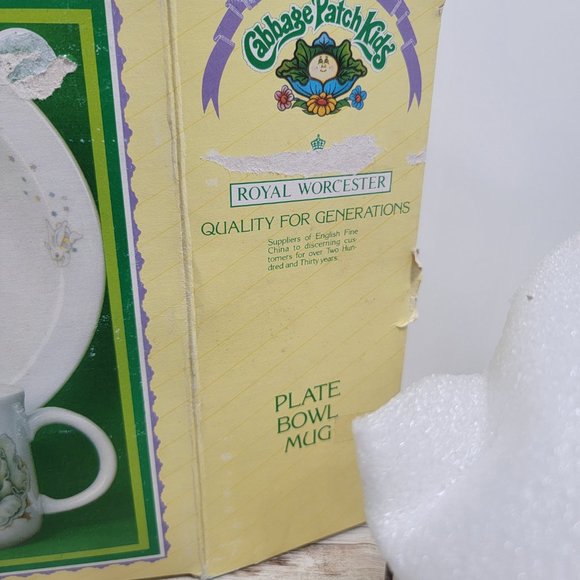 Cabbage Patch Kids
ROYAL WORCESTER
QUALITY FOR GENERATIONS
Suppliers of English Fine
China to discerning cus-
tomers for over Two Hun-
dred and Thirty years.
PLATE
BOWL
MUG